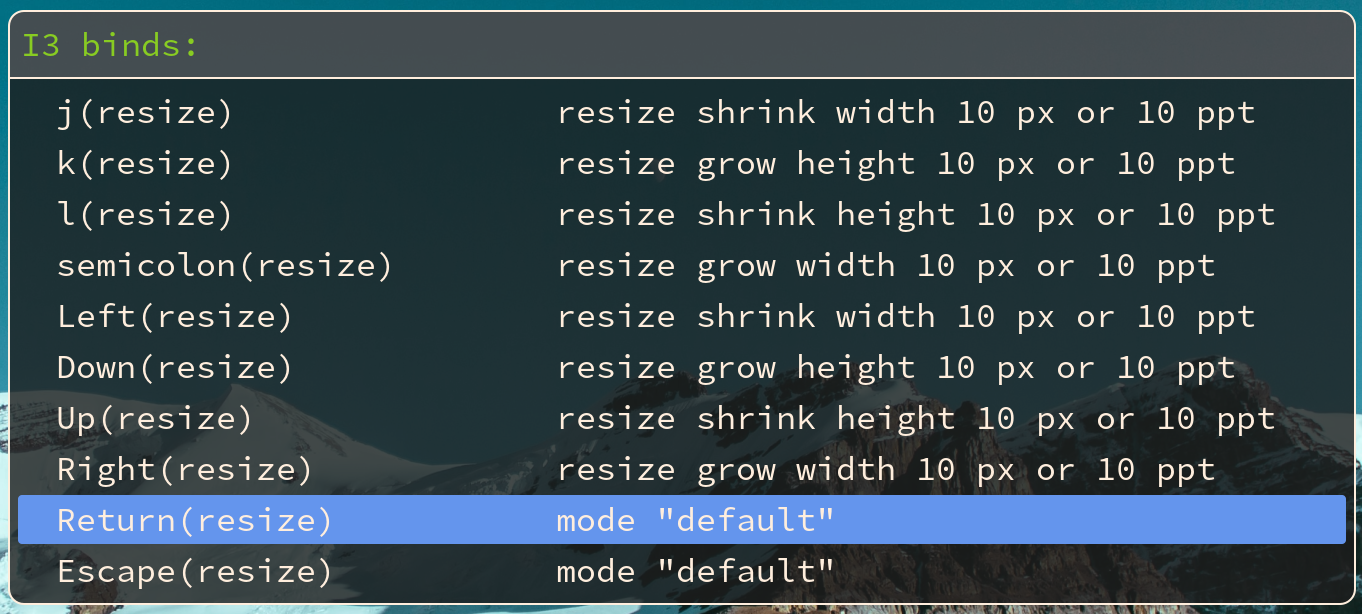 I3 binds:
j(resize) resize shrink width 10 px or 10 ppt
k(resize) resize grow height 10 px or 10 ppt
l(resize) resize shrink height 10 px or 10 ppt
semicolon(resize) resize grow width 10 px or 10 ppt
Left(resize) resize shrink width 10 px or 10 ppt
Down(resize) resize grow height 10 px or 10 ppt
Up(resize) resize shrink height 10 px or 10 ppt
Right(resize) resize grow width 10 px or 10 ppt
Return(resize) mode "default"
Escape(resize) mode "default"